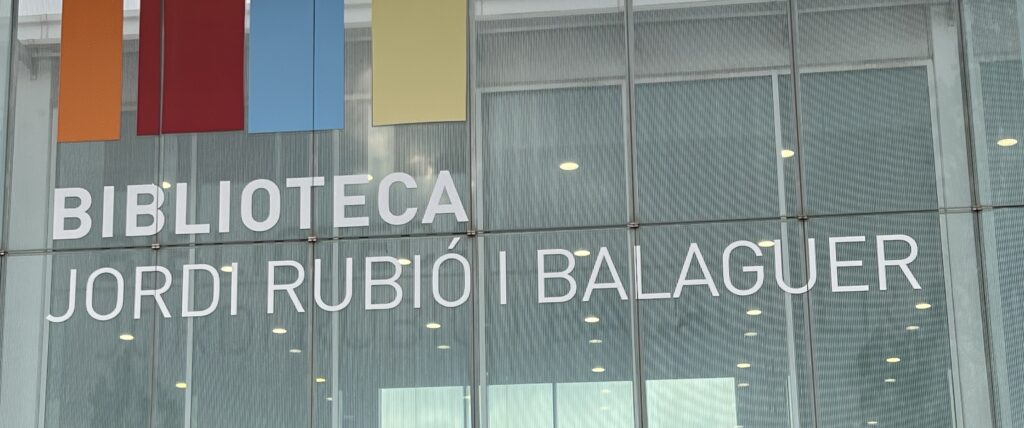 BIBLIOTECA
JORDI RUBIÓ I BALAGUER